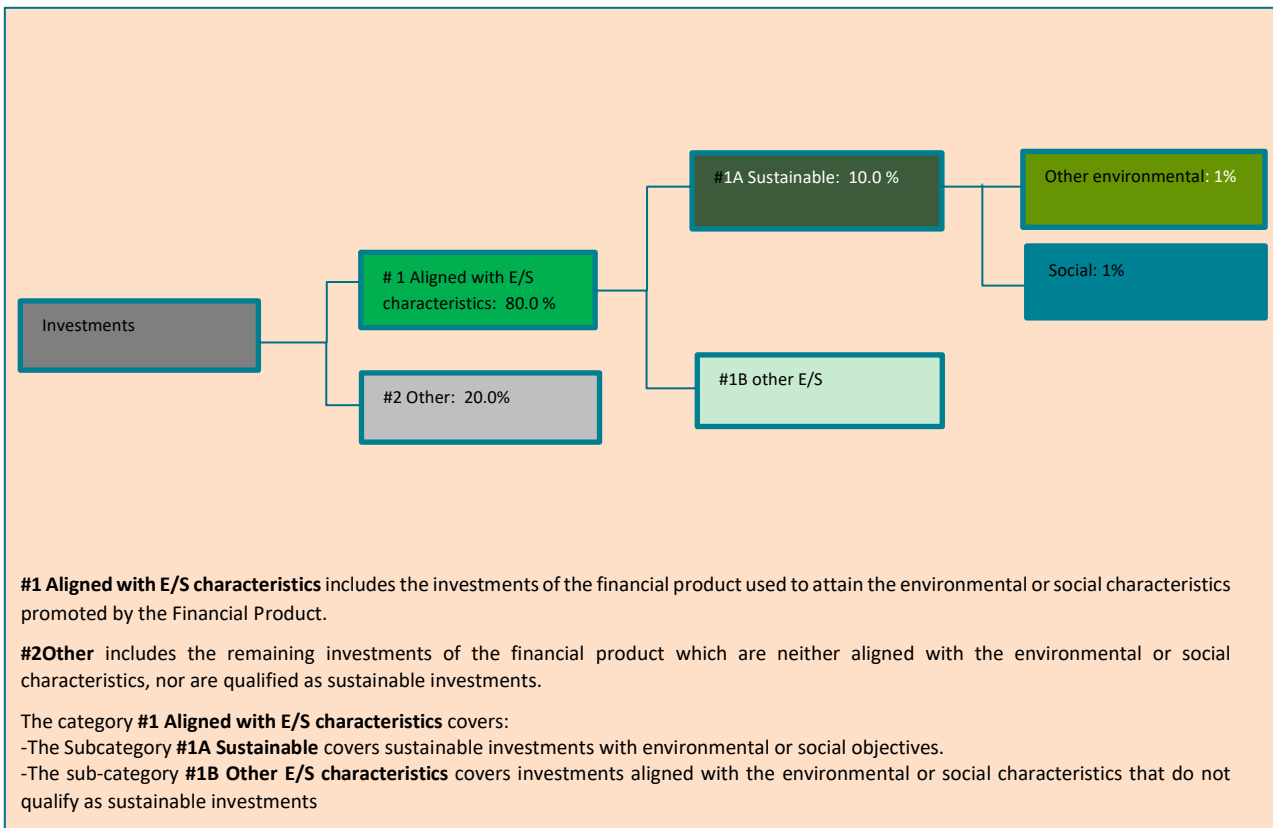 #1A Sustainable: 10.0 %
Other environmental: 1%
# 1 Aligned with E/S
characteristics: 80.0 %
Social: 1%
Investments
#2 Other: 20.0%
#1B other E/S
#1 Aligned with E/S characteristics includes the investments of the financial product used to attain the environmental or social characteristics
promoted by the Financial Product.
#2Other includes the remaining investments of the financial product which are neither aligned with the environmental or social
characteristics, nor are qualified as sustainable investments.
The category #1 Aligned with E/S characteristics covers:
-The Subcategory #1A Sustainable covers sustainable investments with environmental or social objectives.
-The sub-category #1B Other E/S characteristics covers investments aligned with the environmental or social characteristics that do not
qualify as sustainable investments